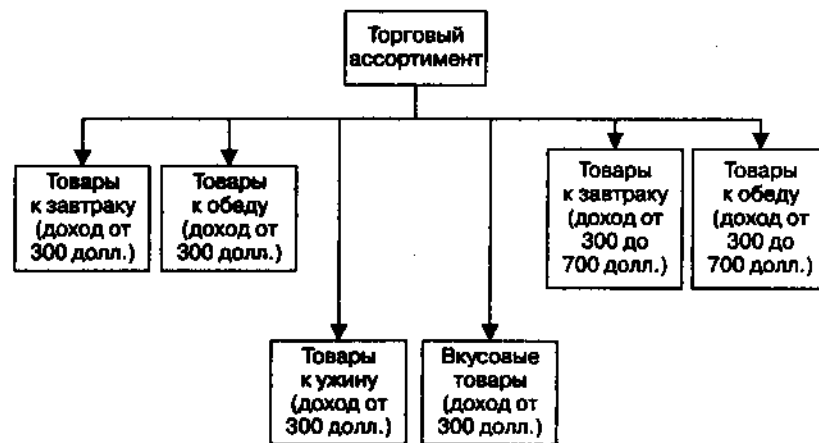 Торговый
ассортимент
Товары
к завтраку
(доход от
300 долл.)
Товары
к обеду
(доход от
300 долл.)
Товары
к завтраку
(доход от
300 до
700 долл.)
Товары
к обеду
(доход от
300 до
700 долл.)
Товары
к ужину
(доход от
300 долл.)
Вкусовые
товары
(доход от
300 долл.)